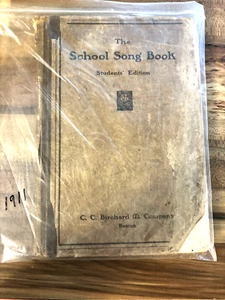 The
School Song Book
Students' Edition
1911
C. C. Birchard & Company
Boston